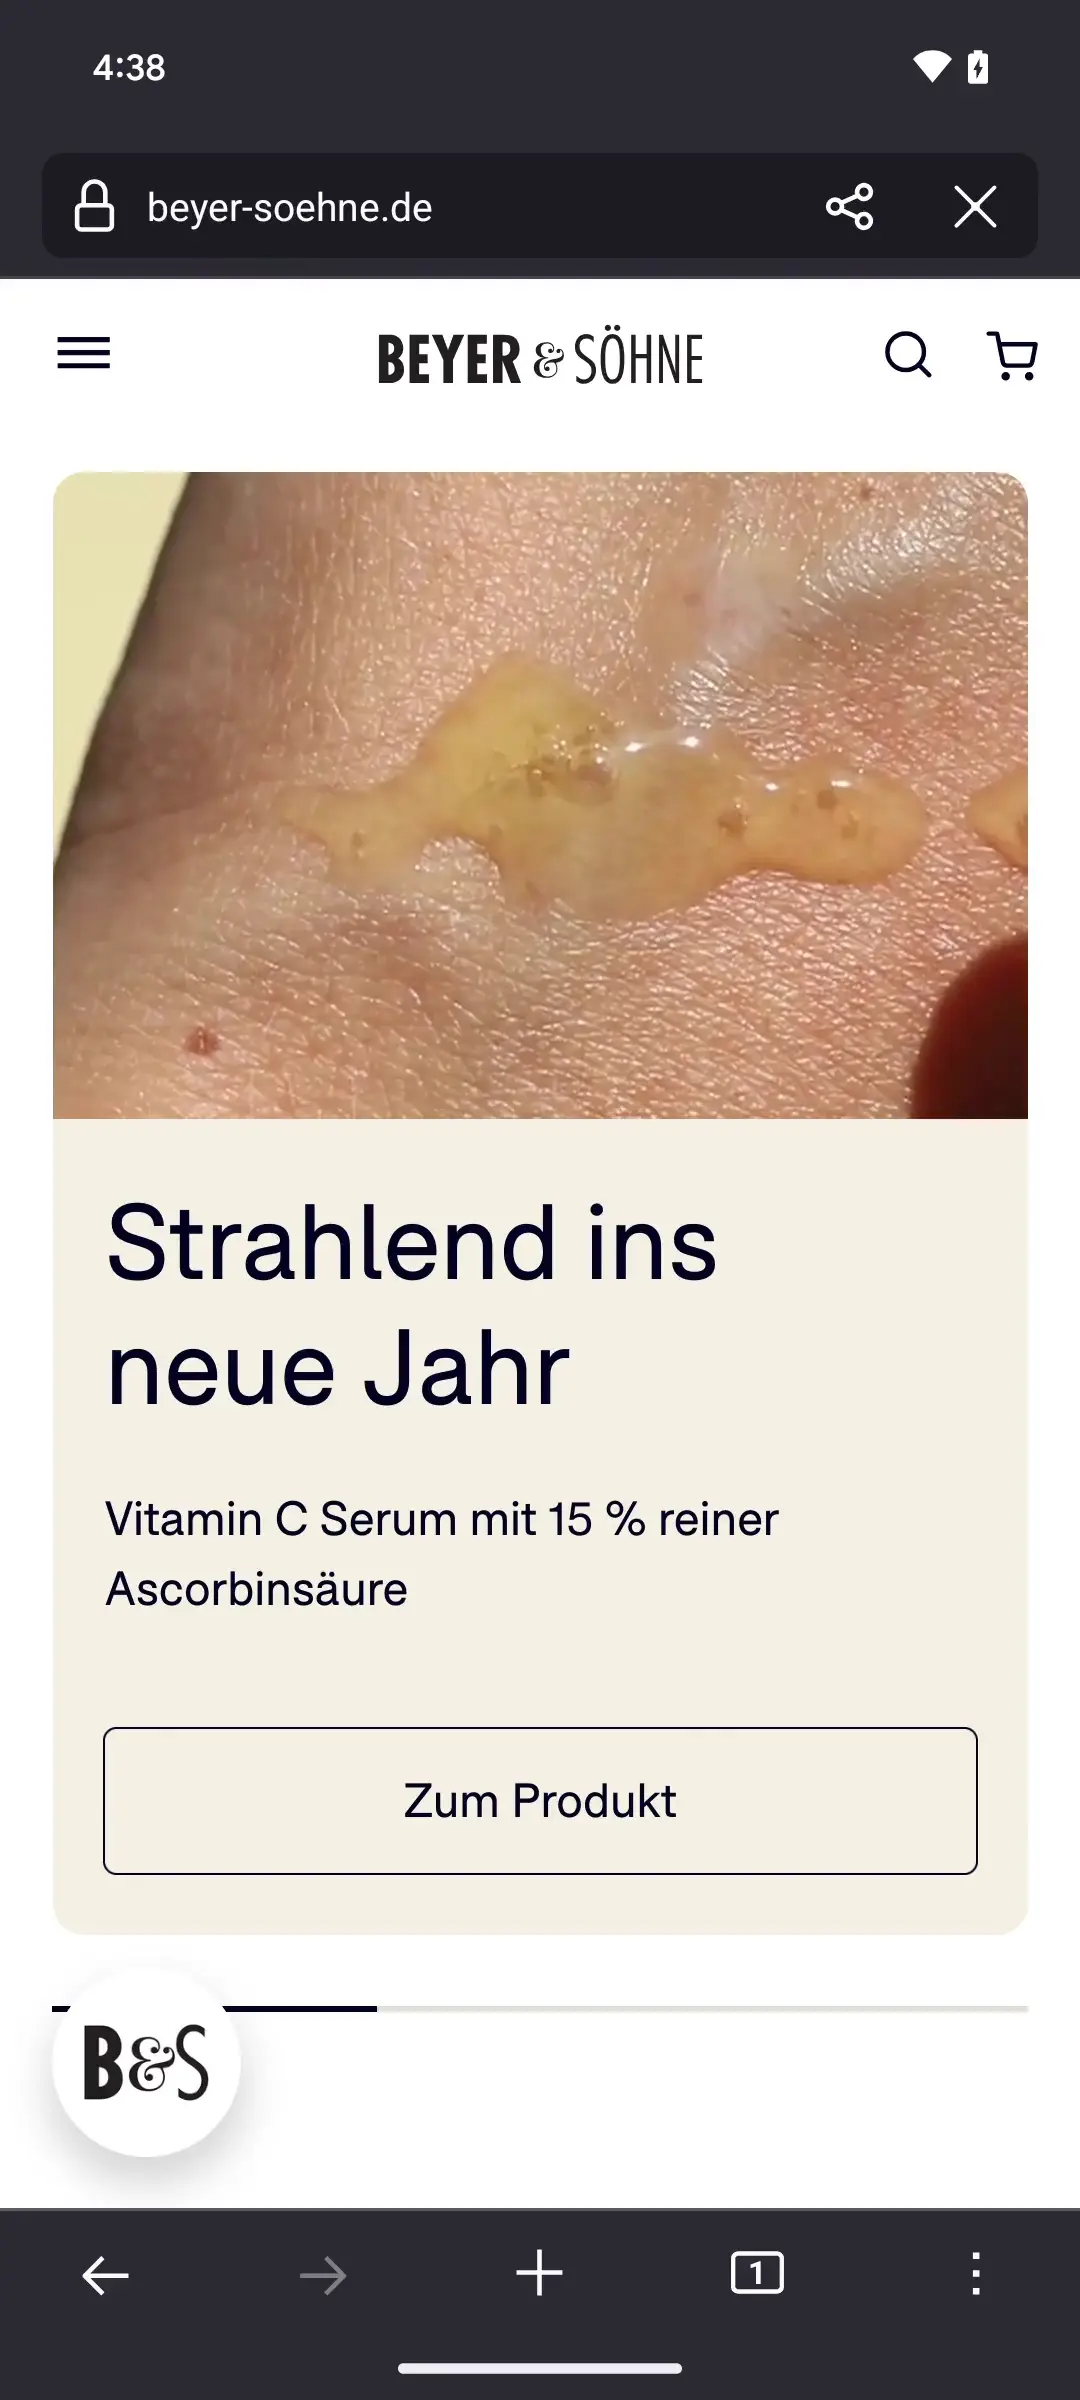 4:38
beyer-soehne.de
BEYER & SÖHNE
Strahlend ins
neue Jahr
Vitamin C Serum mit 15 % reiner
Ascorbinsäure
Zum Produkt
B&S
1